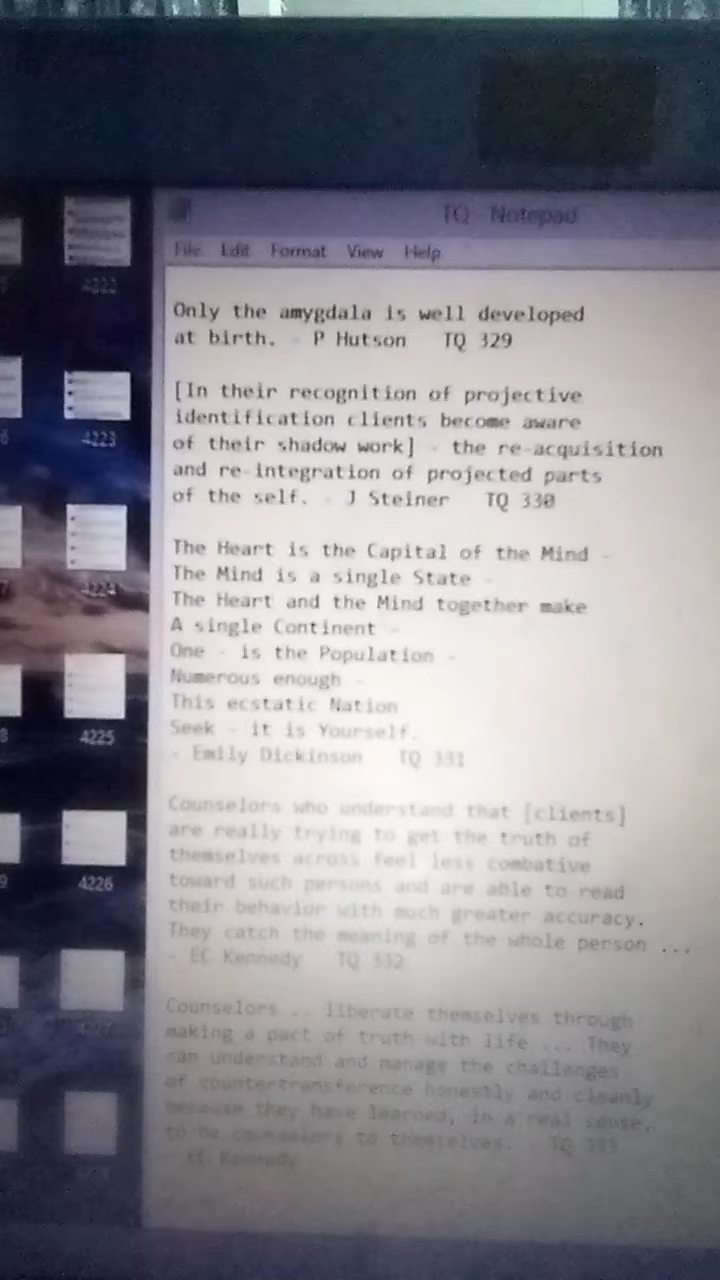 TQ - Notepad
File Edit Format View Help
4222
Only the amygdala is well developed
at birth. - P Hutson TQ 329
[In their recognition of projective
identification clients become aware
of their shadow work] - the re-acquisition
and re-integration of projected parts
of the self. - J Steiner TQ 330
4223
The Heart is the Capital of the Mind -
The Mind is a single State -
The Heart and the Mind together make
A single Continent -
One - is the Population -
Numerous enough -
This ecstatic Nation
Seek - it is Yourself.
- Emily Dickinson TQ 331
4224
4225
Counselors who understand that [clients]
are really trying to get the truth of
themselves across feel less combative
toward such persons and are able to read
their behavior with much greater accuracy.
They catch the meaning of the whole person ...
- EC Kennedy TQ 332
4226
Counselors .. liberate themselves through
making a pact of truth with life ... They
can understand and manage the challenges
of countertransference honestly and cleanly
because they have learned, in a real sense,
to be counselors to themselves. TQ 333
- EC Kennedy